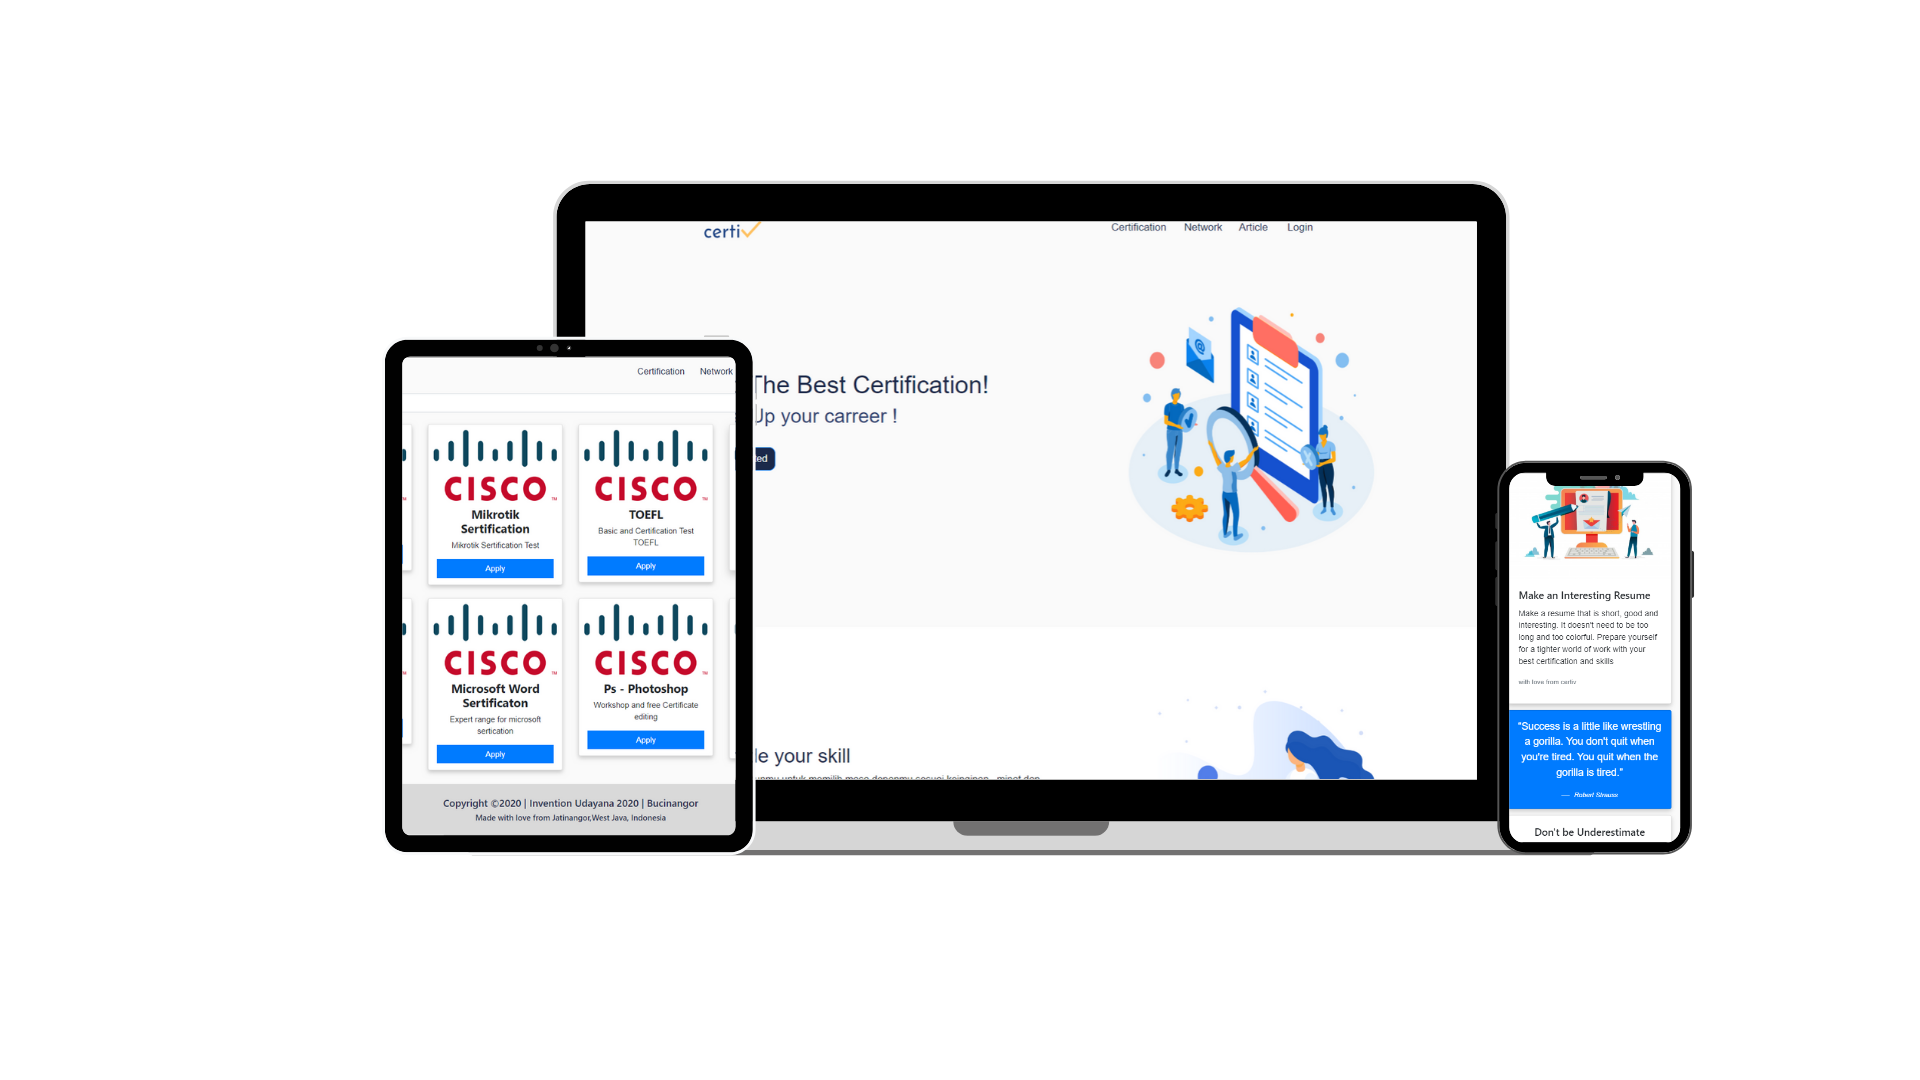 certi
Certification Network Article Login
The Best Certification!
Up your carreer !
your skill
untuk memilih
Certification Network
CISCO
Mikrotik
Sertification
Mikrotik Sertification Test
Apply
CISCO
TOEFL
Basic and Certification Test
TOEFL
Apply
CISCO
Microsoft Word
Sertificaton
Expert range for microsoft
sertication
Apply
CISCO
Ps - Photoshop
Workshop and free Certificate
editing
Apply
Copyright ©2020 | Invention Udayana 2020 | Bucinangor
Made with love from Jatinangor,West Java, Indonesia
Make an Interesting Resume
Make a resume that is short, good and
interesting. It doesn't need to be too
long and too colorful. Prepare yourself
for a tighter world of work with your
best certification and skills
with love from certiv
"Success is a little like wrestling
a gorilla. You don't quit when
you're tired. You quit when the
gorilla is tired."
— Robert Strauss
Don't be Underestimate